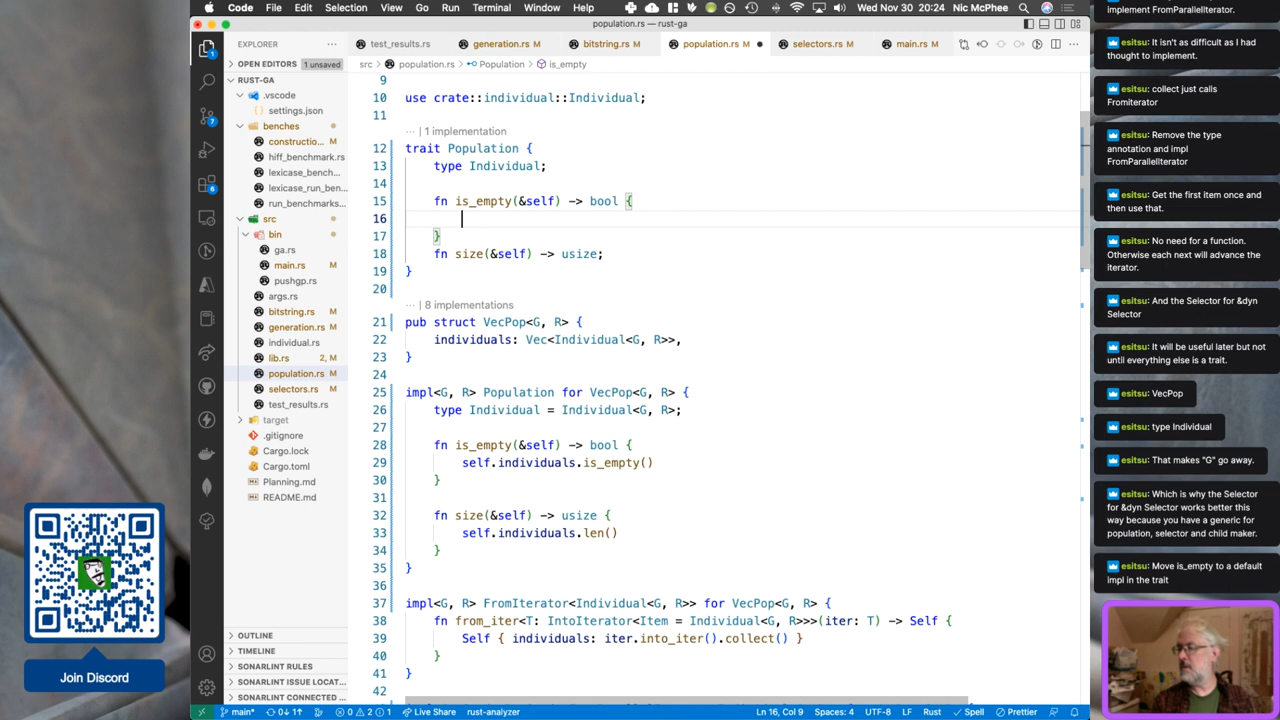 Code File Edit Selection View Go Run Terminal Window Help
Wed Nov 30 20:24 Nic McPhee
population.rs — rust-ga
EXPLORER
test_results.rs
generation.rs M
bitstring.rs M
population.rs M
selectors.rs M
main.rs M
OPEN EDITORS 1 unsaved
src > population.rs > Population > is_empty
RUST-GA
.vscode
settings.json
benches
constructio... M
hiff_benchmark.rs
lexicase_bench...
lexicase_run_ben...
run_benchmarks...
src
bin
ga.rs
main.rs M
pushgp.rs
args.rs
bitstring.rs M
generation.rs M
individual.rs
lib.rs 2, M
population.rs M
selectors.rs M
test_results.rs
target
.gitignore
Cargo.lock
Cargo.toml
Planning.md
README.md
OUTLINE
TIMELINE
SONARLINT RULES
SONARLINT ISSUE LOCAT...
SONARLINT CONNECTED ...
9
10 use crate::individual::Individual;
11
1 implementation
12 trait Population {
13 type Individual;
14
15 fn is_empty(&self) -> bool {
16
17 }
18 fn size(&self) -> usize;
19 }
20
8 implementations
21 pub struct VecPop<G, R> {
22 individuals: Vec<Individual<G, R>>,
23 }
24
25 impl<G, R> Population for VecPop<G, R> {
26 type Individual = Individual<G, R>;
27
28 fn is_empty(&self) -> bool {
29 self.individuals.is_empty()
30 }
31
32 fn size(&self) -> usize {
33 self.individuals.len()
34 }
35 }
36
37 impl<G, R> FromIterator<Individual<G, R>> for VecPop<G, R> {
38 fn from_iter<T: IntoIterator<Item = Individual<G, R>>>(iter: T) -> Self {
39 Self { individuals: iter.into_iter().collect() }
40 }
41 }
42
main* 0↓ 1↑ 0 2 1 Live Share rust-analyzer
Ln 16, Col 9 Spaces: 4 UTF-8 LF Rust Spell Prettier
implement FromParallelIterator.
esitsu: It isn't as difficult as I had
thought to implement.
esitsu: collect just calls
FromIterator
esitsu: Remove the type
annotation and impl
FromParallelIterator
esitsu: Get the first item once and
then use that.
esitsu: No need for a function.
Otherwise each next will advance the
iterator.
esitsu: And the Selector for &dyn
Selector
esitsu: It will be useful later but not
until everything else is a trait.
esitsu: VecPop
esitsu: type Individual
esitsu: That makes "G" go away.
esitsu: Which is why the Selector
for &dyn Selector works better this
way because you have a generic for
population, selector and child maker.
esitsu: Move is_empty to a default
impl in the trait
Join Discord